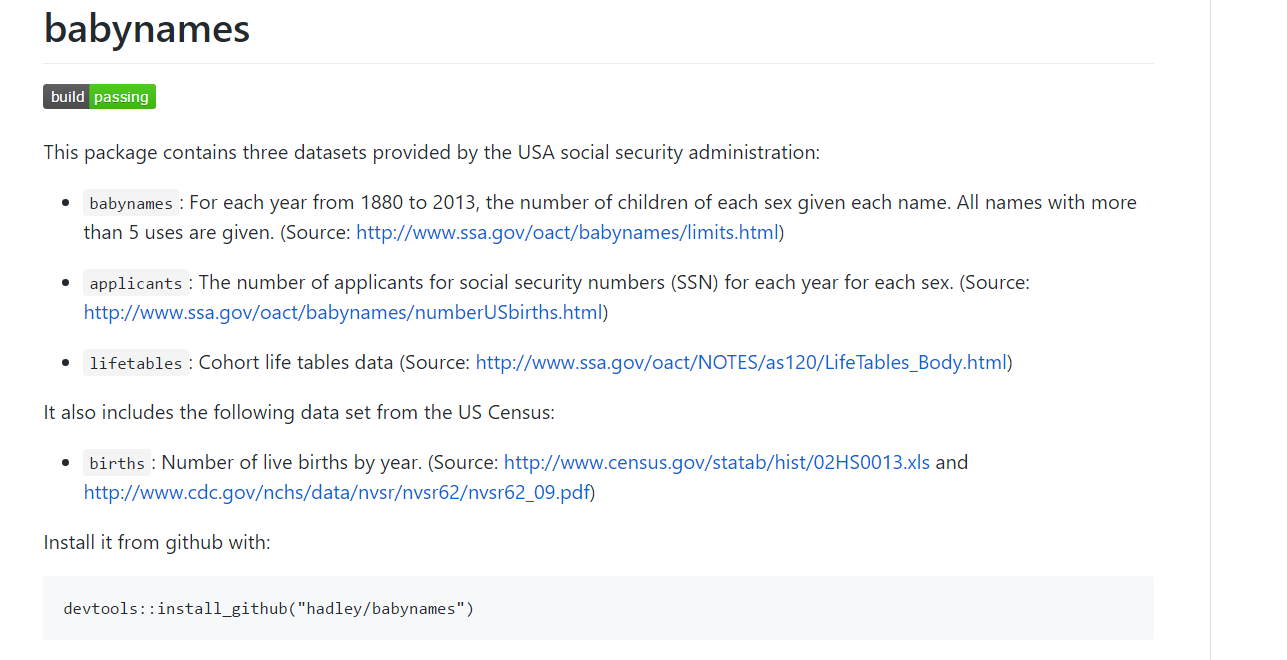 babynames
build passing
This package contains three datasets provided by the USA social security administration:
babynames: For each year from 1880 to 2013, the number of children of each sex given each name. All names with more
than 5 uses are given. (Source: http://www.ssa.gov/oact/babynames/limits.html)
applicants: The number of applicants for social security numbers (SSN) for each year for each sex. (Source:
http://www.ssa.gov/oact/babynames/numberUSbirths.html)
lifetables: Cohort life tables data (Source: http://www.ssa.gov/oact/NOTES/as120/LifeTables_Body.html)
It also includes the following data set from the US Census:
births: Number of live births by year. (Source: http://www.census.gov/statab/hist/02HS0013.xls and
http://www.cdc.gov/nchs/data/nvsr/nvsr62/nvsr62_09.pdf)
Install it from github with:
devtools::install_github("hadley/babynames")